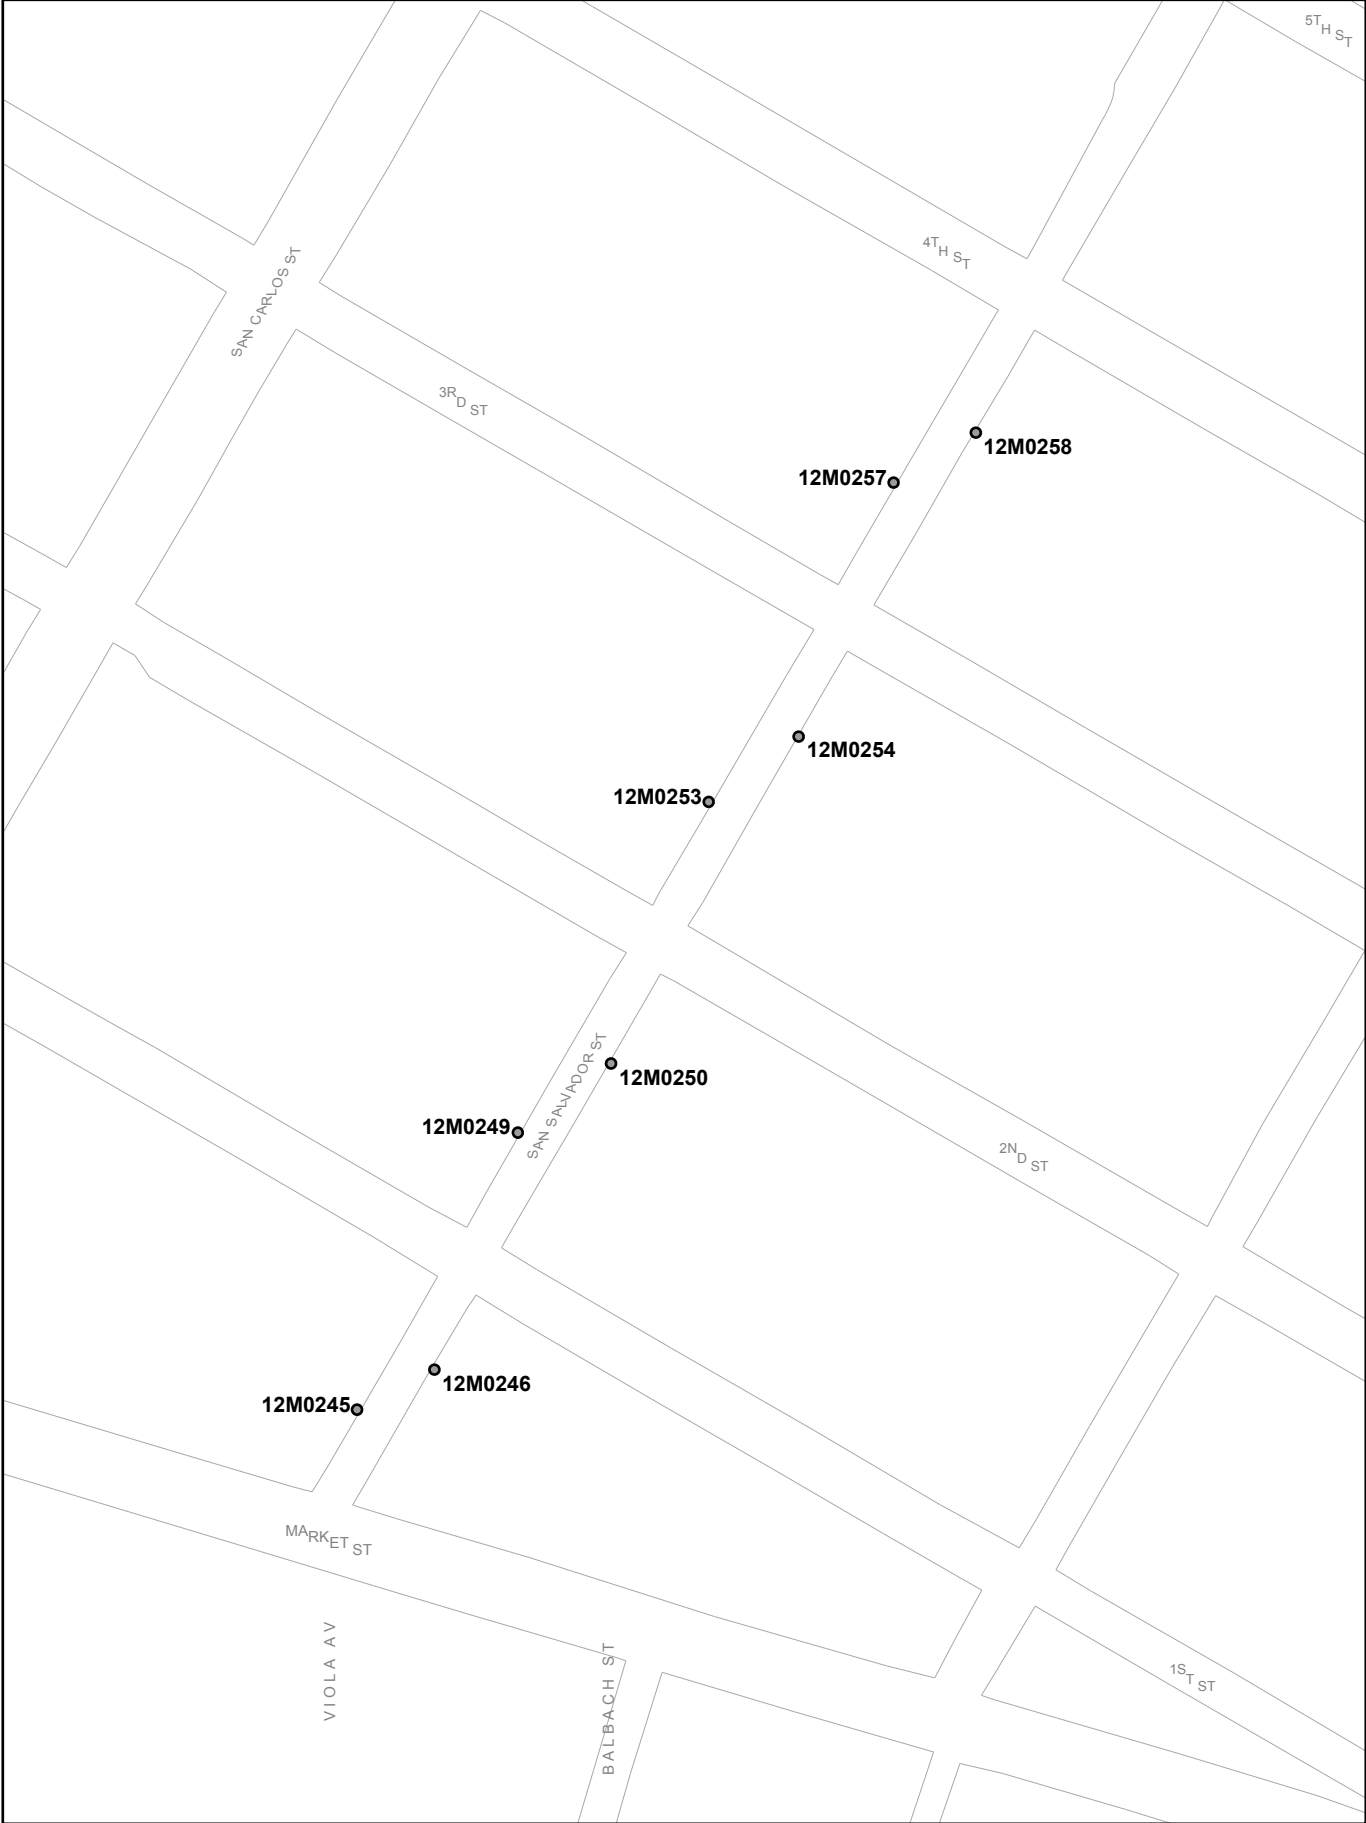 5TH ST
4TH ST
SAN CARLOS ST
3RD ST
12M0258
12M0257
12M0254
12M0253
SAN SALVADOR ST
12M0250
12M0249
2ND ST
12M0246
12M0245
MARKET ST
VIOLA AV
BALBACH ST
1ST ST